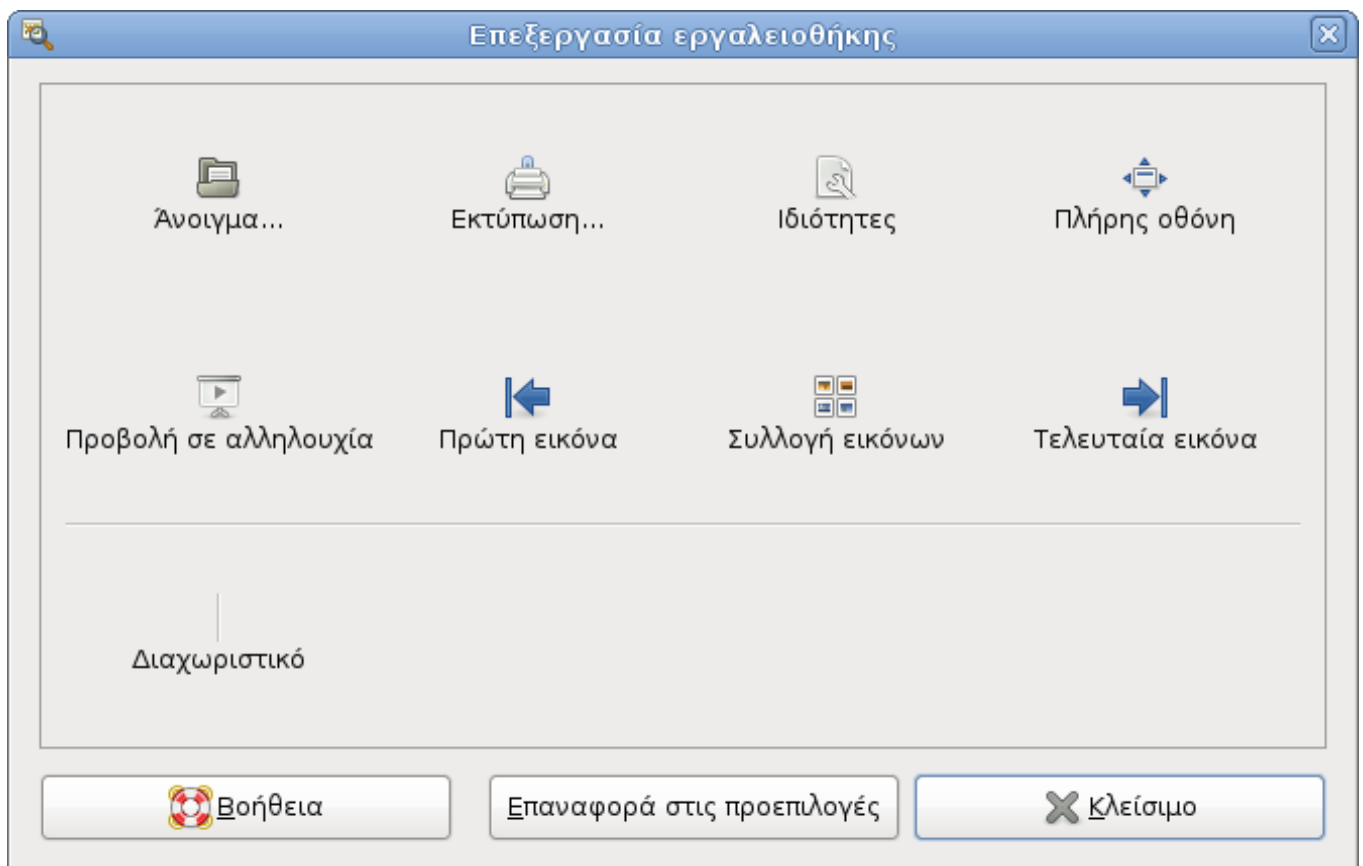 Επεξεργασία εργαλειοθήκης
Άνοιγμα...
Εκτύπωση...
Ιδιότητες
Πλήρης οθόνη
Προβολή σε αλληλουχία
Πρώτη εικόνα
Συλλογή εικόνων
Τελευταία εικόνα
Διαχωριστικό
Βοήθεια
Επαναφορά στις προεπιλογές
Κλείσιμο